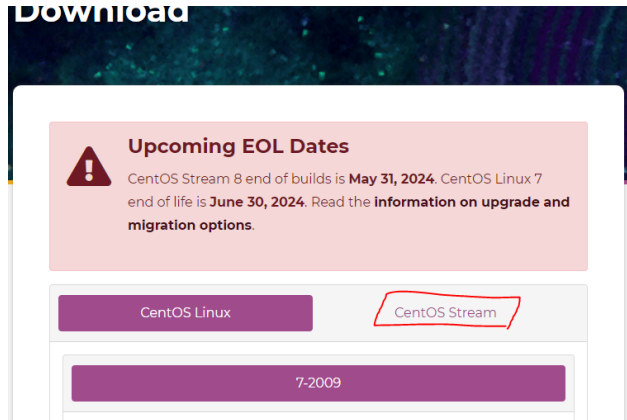 Download
Upcoming EOL Dates
CentOS Stream 8 end of builds is May 31, 2024. CentOS Linux 7
end of life is June 30, 2024. Read the information on upgrade and
migration options.
CentOS Linux
CentOS Stream
7-2009